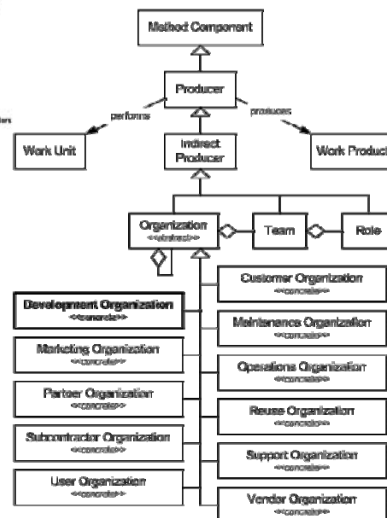 Method Component
Producer
performs
produces
Work Unit
Indirect
Producer
Work Product
Organization
<<abstract>>
Team
Role
Customer Organization
<<concrete>>
Development Organization
<<concrete>>
Maintenance Organization
<<concrete>>
Marketing Organization
<<concrete>>
Operations Organization
<<concrete>>
Partner Organization
<<concrete>>
Reuse Organization
<<concrete>>
Subcontractor Organization
<<concrete>>
Support Organization
<<concrete>>
User Organization
<<concrete>>
Vendor Organization
<<concrete>>